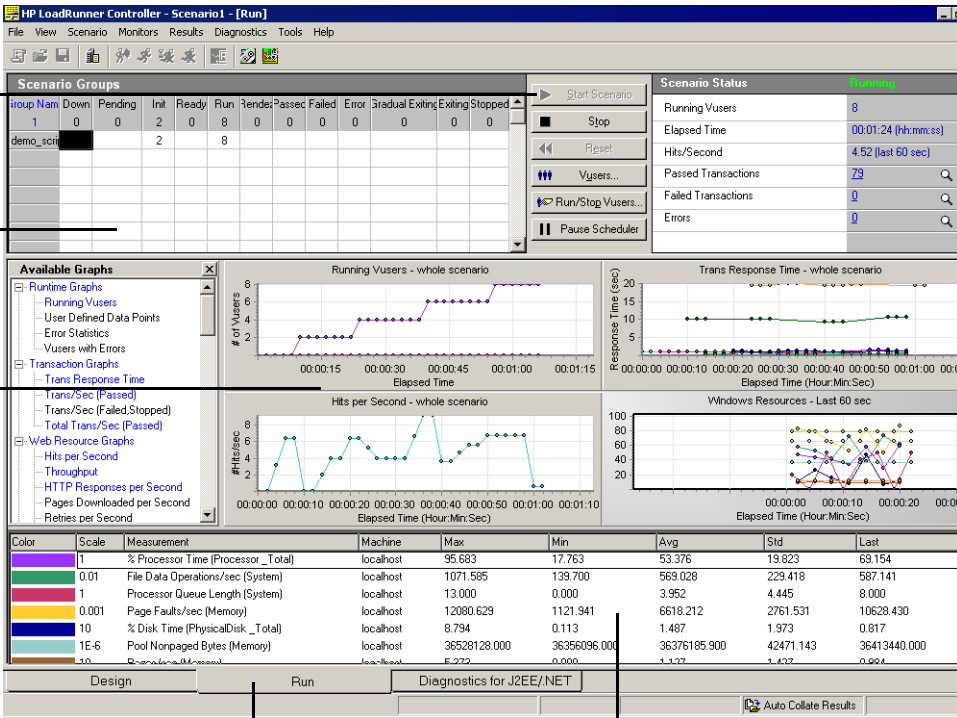 HP LoadRunner Controller - Scenario1 - [Run]
File View Scenario Monitors Results Diagnostics Tools Help
Scenario Groups
Group Nam Down Pending Init Ready Run Rendez Passed Failed Error Gradual Exiting Exiting Stopped
1 0 0 2 0 8 0 0 0 0 0 0 0
demo_scrip 2 8
Start Scenario
Stop
Reset
Vusers...
Run/Stop Vusers...
Pause Scheduler
Scenario Status Running
Running Vusers 8
Elapsed Time 00:01:24 (hh:mm:ss)
Hits/Second 4.52 (last 60 sec)
Passed Transactions 79
Failed Transactions 0
Errors 0
Available Graphs
Runtime Graphs
Running Vusers
User Defined Data Points
Error Statistics
Vusers with Errors
Transaction Graphs
Trans Response Time
Trans/Sec (Passed)
Trans/Sec (Failed,Stopped)
Total Trans/Sec (Passed)
Web Resource Graphs
Hits per Second
Throughput
HTTP Responses per Second
Pages Downloaded per Second
Retries per Second
Running Vusers - whole scenario
# of Vusers
8
6
4
2
00:00:15 00:00:30 00:00:45 00:01:00 00:01:15
Elapsed Time
Trans Response Time - whole scenario
Response Time (sec)
20
15
10
5
00:00:00 00:00:10 00:00:20 00:00:30 00:00:40 00:00:50 00:01:00 00:0
Elapsed Time (Hour:Min:Sec)
Hits per Second - whole scenario
#Hits/sec
8
6
4
2
00:00:00 00:00:10 00:00:20 00:00:30 00:00:40 00:00:50 00:01:00 00:01:10
Elapsed Time (Hour:Min:Sec)
Windows Resources - Last 60 sec
100
80
60
40
20
00:00:00 00:00:10 00:00:20 00:0
Elapsed Time (Hour:Min:Sec)
Color Scale Measurement Machine Max Min Avg Std Last
1 % Processor Time (Processor _Total) localhost 95.683 17.763 53.376 19.823 69.154
0.01 File Data Operations/sec (System) localhost 1071.585 139.700 569.028 229.418 587.141
1 Processor Queue Length (System) localhost 13.000 0.000 3.952 4.445 8.000
0.001 Page Faults/sec (Memory) localhost 12080.629 1121.941 6618.212 2761.531 10628.430
10 % Disk Time (PhysicalDisk _Total) localhost 8.794 0.113 1.487 1.973 0.817
1E-6 Pool Nonpaged Bytes (Memory) localhost 36528128.000 36356096.000 36376185.900 42471.143 36413440.000
Design Run Diagnostics for J2EE/.NET
Auto Collate Results